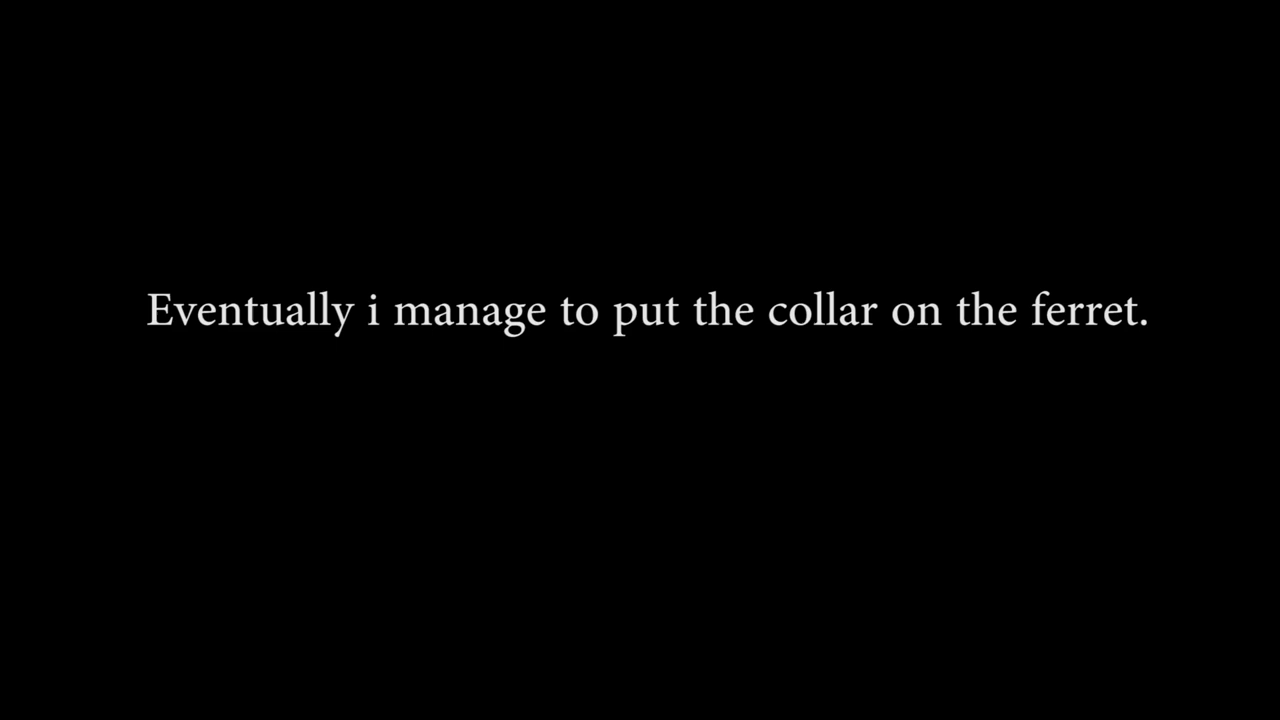 Eventually i manage to put the collar on the ferret.